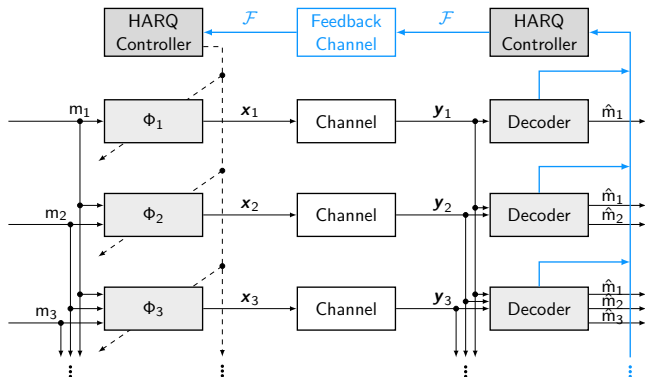 HARQ
Controller
ℱ
Feedback
Channel
ℱ
HARQ
Controller
m₁
Φ₁
𝒙₁
Channel
𝒚₁
Decoder
m̂₁
m₂
Φ₂
𝒙₂
Channel
𝒚₂
Decoder
m̂₁
m̂₂
m₃
Φ₃
𝒙₃
Channel
𝒚₃
Decoder
m̂₁
m̂₂
m̂₃